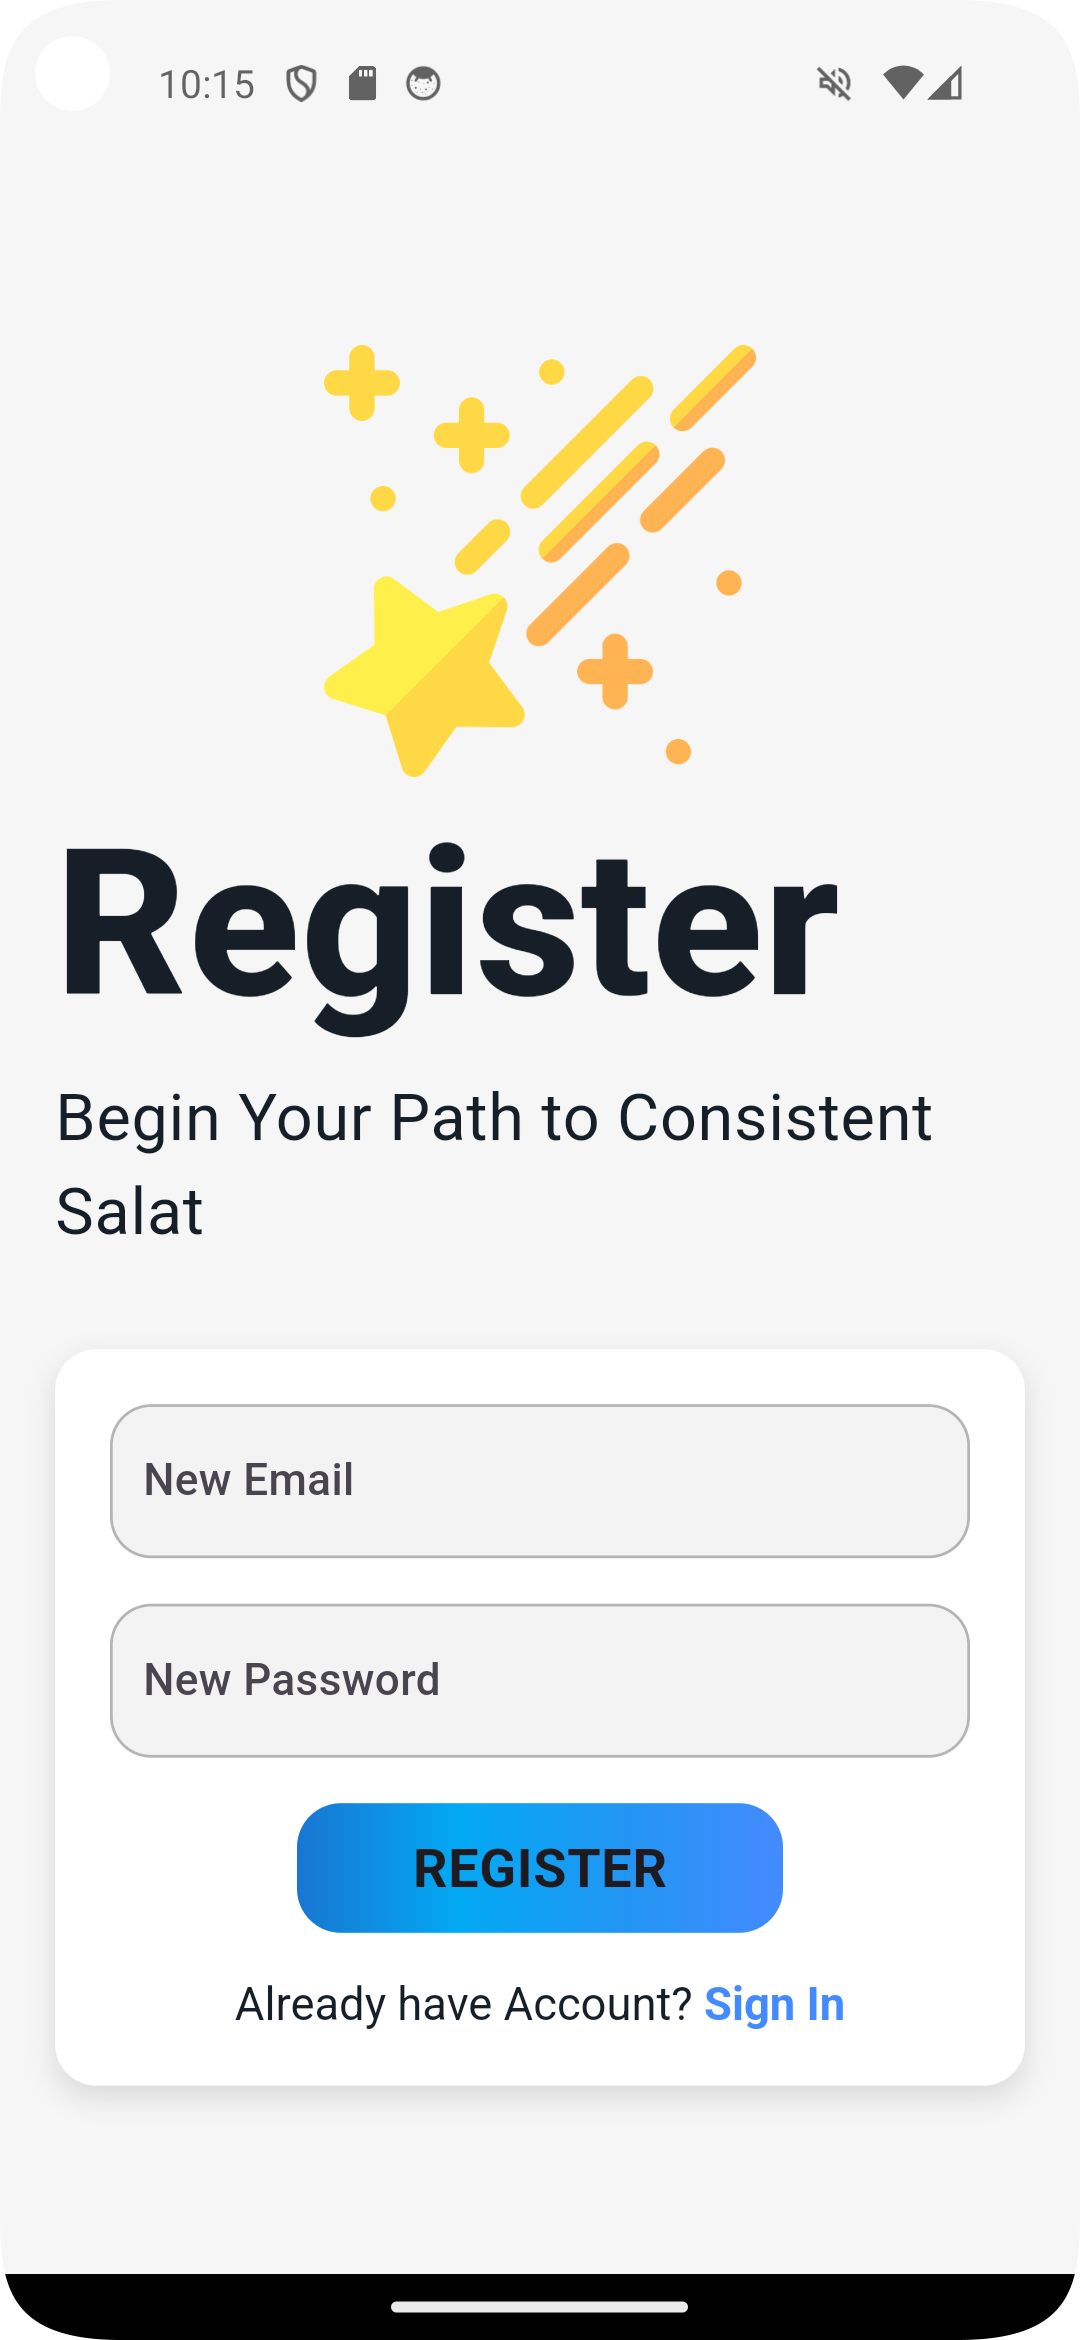 10:15
Register
Begin Your Path to Consistent
Salat
New Email
New Password
REGISTER
Already have Account? Sign In